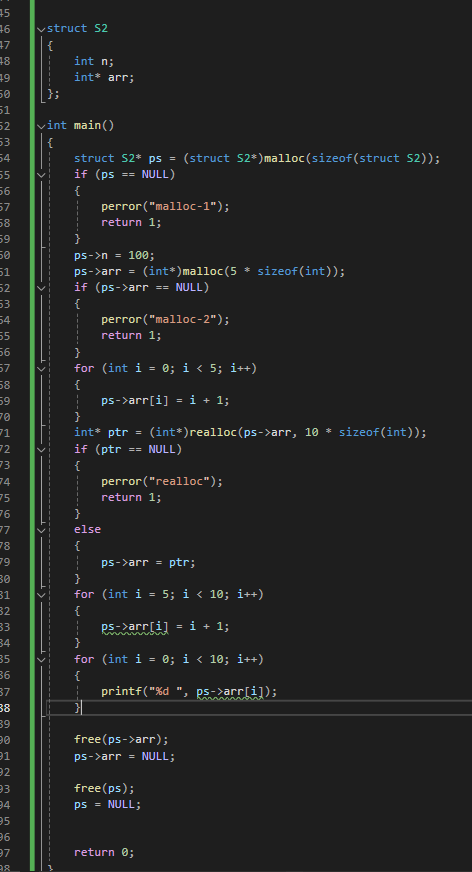 45
46 struct S2
47 {
48     int n;
49     int* arr;
50 };
51
52 int main()
53 {
54     struct S2* ps = (struct S2*)malloc(sizeof(struct S2));
55     if (ps == NULL)
56     {
57         perror("malloc-1");
58         return 1;
59     }
60     ps->n = 100;
61     ps->arr = (int*)malloc(5 * sizeof(int));
62     if (ps->arr == NULL)
63     {
64         perror("malloc-2");
65         return 1;
66     }
67     for (int i = 0; i < 5; i++)
68     {
69         ps->arr[i] = i + 1;
70     }
71     int* ptr = (int*)realloc(ps->arr, 10 * sizeof(int));
72     if (ptr == NULL)
73     {
74         perror("realloc");
75         return 1;
76     }
77     else
78     {
79         ps->arr = ptr;
80     }
81     for (int i = 5; i < 10; i++)
82     {
83         ps->arr[i] = i + 1;
84     }
85     for (int i = 0; i < 10; i++)
86     {
87         printf("%d ", ps->arr[i]);
88     }
89
90     free(ps->arr);
91     ps->arr = NULL;
92
93     free(ps);
94     ps = NULL;
95
96
97     return 0;
98 }